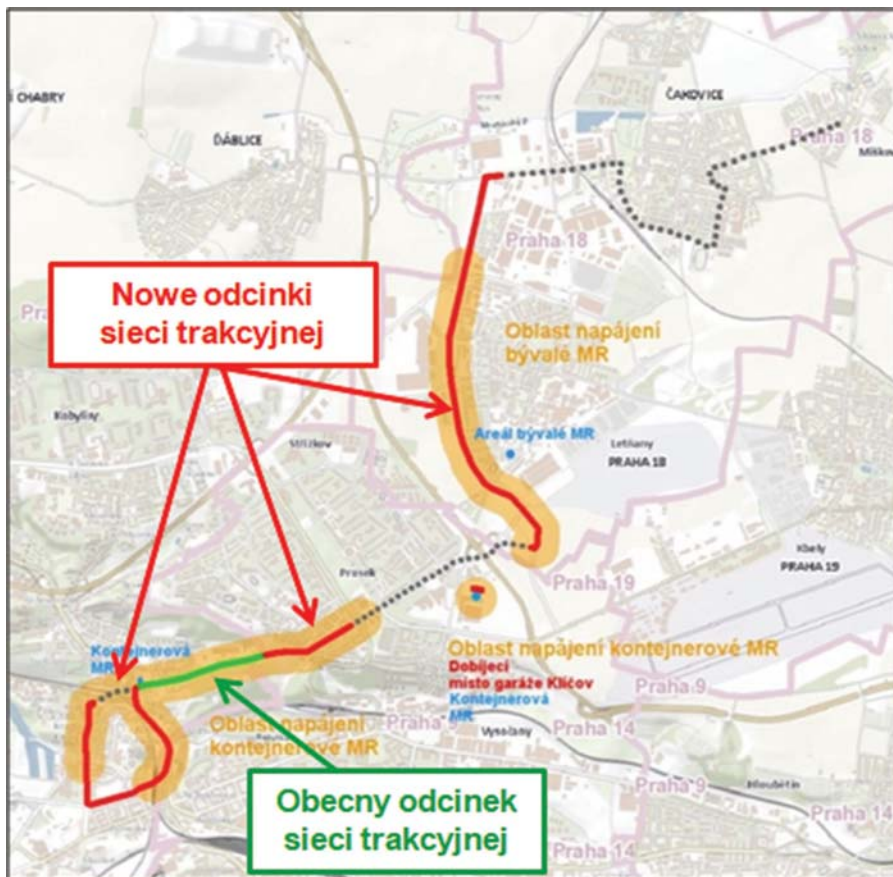 Í CHABRY
ĎÁBLICE
ČAKOVICE
Praha 18
Miškov
Praha 18
Nowe odcinki
sieci trakcyjnej
Oblast napájení
bývalé MR
Kobylisy
Střížkov
Areál bývalé MR
Letňany
PRAHA 18
Kbely
PRAHA 19
Prosek
Praha 19
Kontejnerová
MR
Oblast napájení kontejnerové MR
Dobíjecí
místo garáže Klíčov
Kontejnerová
MR
Praha 9
Oblast napájení
kontejnerové MR
Vysočany
Praha 14
Praha 9
Hloubětín
Obecny odcinek
sieci trakcyjnej
Praha 14
Praha 14